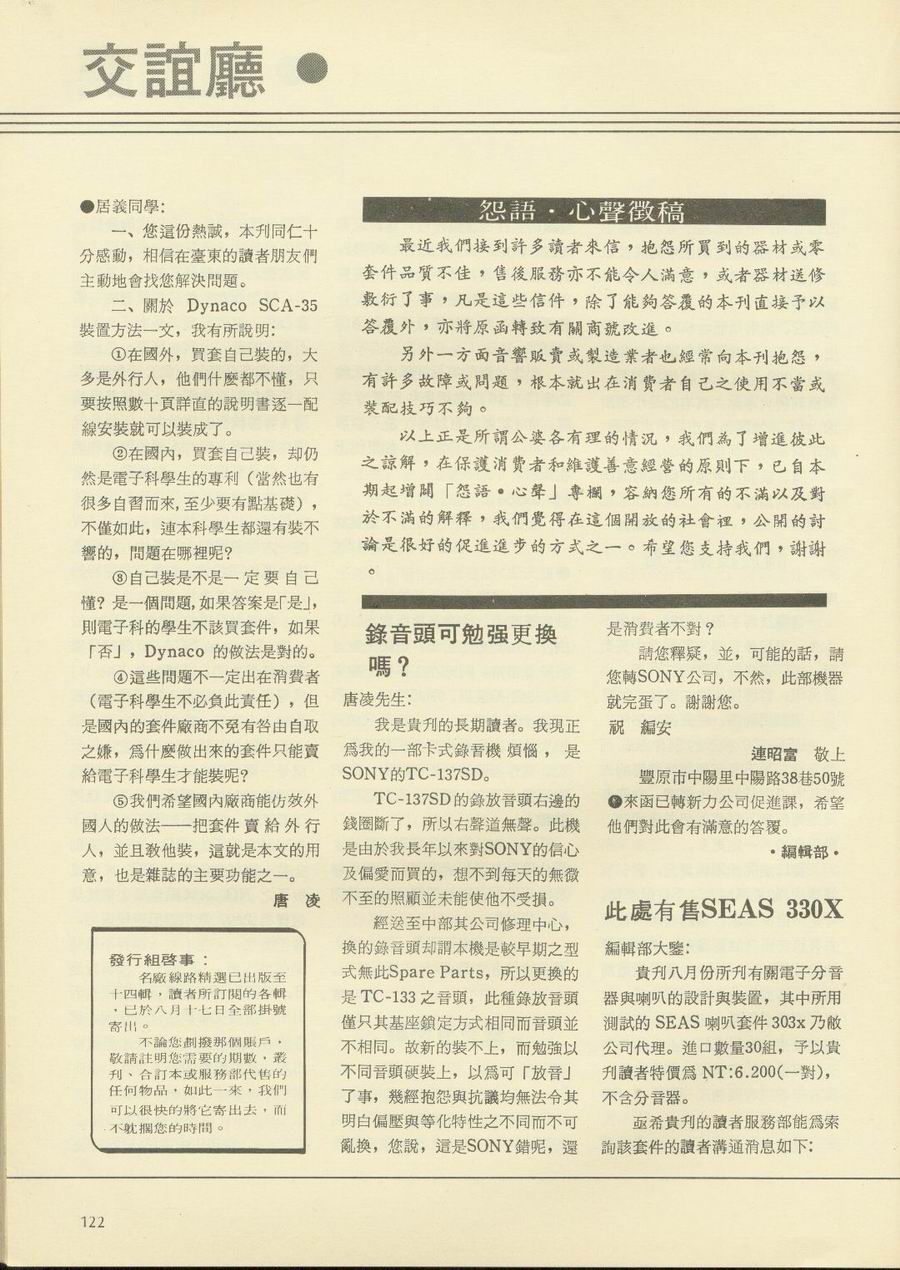 交誼廳 ●
●居義同學：
一、您這份熱誠，本刋同仁十
分感動，相信在臺東的讀者朋友們
主動地會找您解決問題。
二、關於 Dynaco SCA-35
裝置方法一文，我有所說明：
①在國外，買套自己裝的，大
多是外行人，他們什麼都不懂，只
要按照數十頁詳直的說明書逐一配
線安裝就可以裝成了。
②在國內，買套自己裝，却仍
然是電子科學生的專利（當然也有
很多自習而來，至少要有點基礎），
不僅如此，連本科學生都還有裝不
響的，問題在哪裡呢？
⑧自己裝是不是一定要自己
懂？是一個問題，如果答案是「是」，
則電子科的學生不該買套件，如果
「否」，Dynaco 的做法是對的。
④這些問題不一定出在消費者
（電子科學生不必負此責任），但
是國內的套件廠商不免有咎由自取
之嫌，爲什麼做出來的套件只能賣
給電子科學生才能裝呢？
⑤我們希望國內廠商能仿效外
國人的做法——把套件賣給外行
人，並且敎他裝，這就是本文的用
意，也是雜誌的主要功能之一。
唐 凌
發行組啓事：
名廠線路精選已出版至
十四輯，讀者所訂閱的各輯
，已於八月十七日全部掛號
寄出。
不論您劃撥那個賬戶，
敬請註明您需要的期數，叢
刋、合訂本或服務部代售的
任何物品，如此一來，我們
可以很快的將它寄出去，而
不躭擱您的時間。
怨語・心聲徵稿
最近我們接到許多讀者來信，抱怨所買到的器材或零
套件品質不佳，售後服務亦不能令人滿意，或者器材送修
敷衍了事，凡是這些信件，除了能夠答覆的本刊直接予以
答覆外，亦將原函轉致有關商號改進。
另外一方面音響販賣或製造業者也經常向本刊抱怨，
有許多故障或問題，根本就出在消費者自己之使用不當或
裝配技巧不夠。
以上正是所謂公婆各有理的情況，我們為了增進彼此
之諒解，在保護消費者和維護善意經營的原則下，已自本
期起增闢「怨語・心聲」專欄，容納您所有的不滿以及對
於不滿的解釋，我們覺得在這個開放的社會裡，公開的討
論是很好的促進進步的方式之一。希望您支持我們，謝謝
。
錄音頭可勉强更換
嗎？
唐凌先生：
我是貴刋的長期讀者。我現正
爲我的一部卡式錄音機煩惱，是
SONY的TC-137SD。
TC-137SD的錄放音頭右邊的
錢圈斷了，所以右聲道無聲。此機
是由於我長年以來對SONY的信心
及偏愛而買的，想不到每天的無微
不至的照顧並未能使他不受損。
經送至中部其公司修理中心，
換的錄音頭却謂本機是較早期之型
式無此Spare Parts，所以更換的
是 TC-133 之音頭，此種錄放音頭
僅只其基座鎖定方式相同而音頭並
不相同。故新的裝不上，而勉強以
不同音頭硬裝上，以爲可「放音」
了事，幾經抱怨與抗議均無法令其
明白偏壓與等化特性之不同而不可
亂換，您說，這是SONY錯呢，還
是消費者不對？
請您釋疑，並，可能的話，請
您轉SONY公司，不然，此部機器
就完蛋了。謝謝您。
祝 編安
連昭富 敬上
豐原市中陽里中陽路38巷50號
●來函已轉新力公司促進課，希望
他們對此會有滿意的答覆。
・編輯部・
此處有售SEAS 330X
編輯部大鑒：
貴刋八月份所刋有關電子分音
器與喇叭的設計與裝置，其中所用
測試的 SEAS 喇叭套件 303x 乃敝
公司代理。進口數量30組，予以貴
刋讀者特價爲 NT:6.200(一對)，
不含分音器。
亟希貴刋的讀者服務部能爲索
詢該套件的讀者溝通消息如下：
122